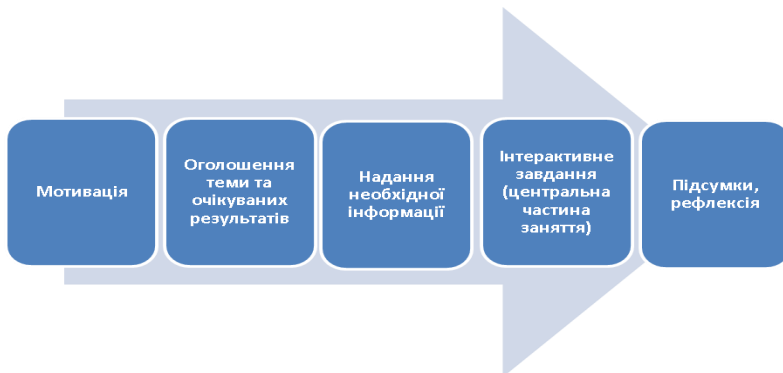 Мотивація
Оголошення
теми та
очікуваних
результатів
Надання
необхідної
інформації
Інтерактивне
завдання
(центральна
частина
заняття)
Підсумки,
рефлексія